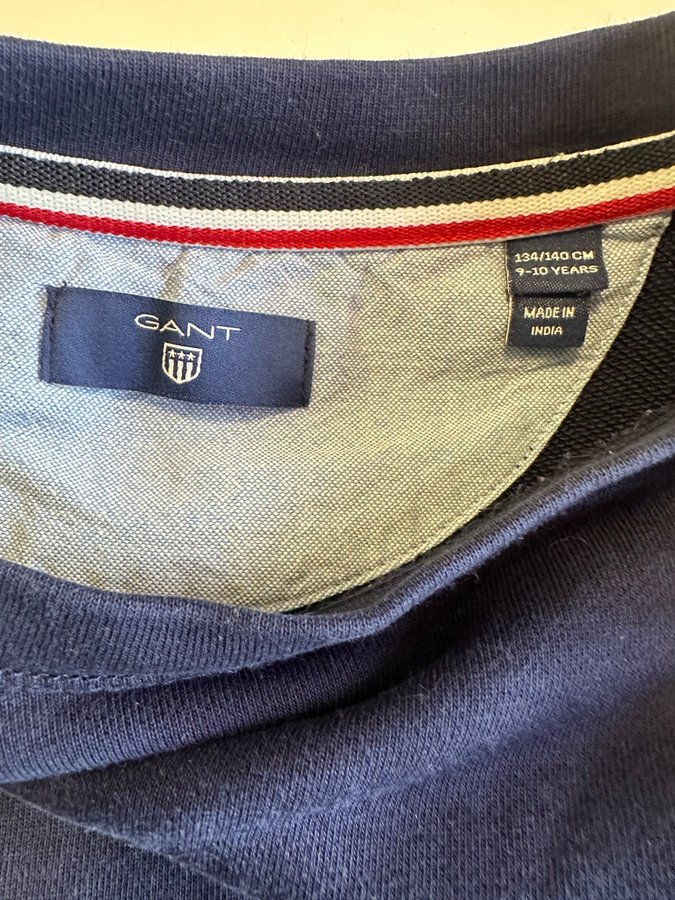 GANT
134/140 CM
9-10 YEARS
MADE IN
INDIA